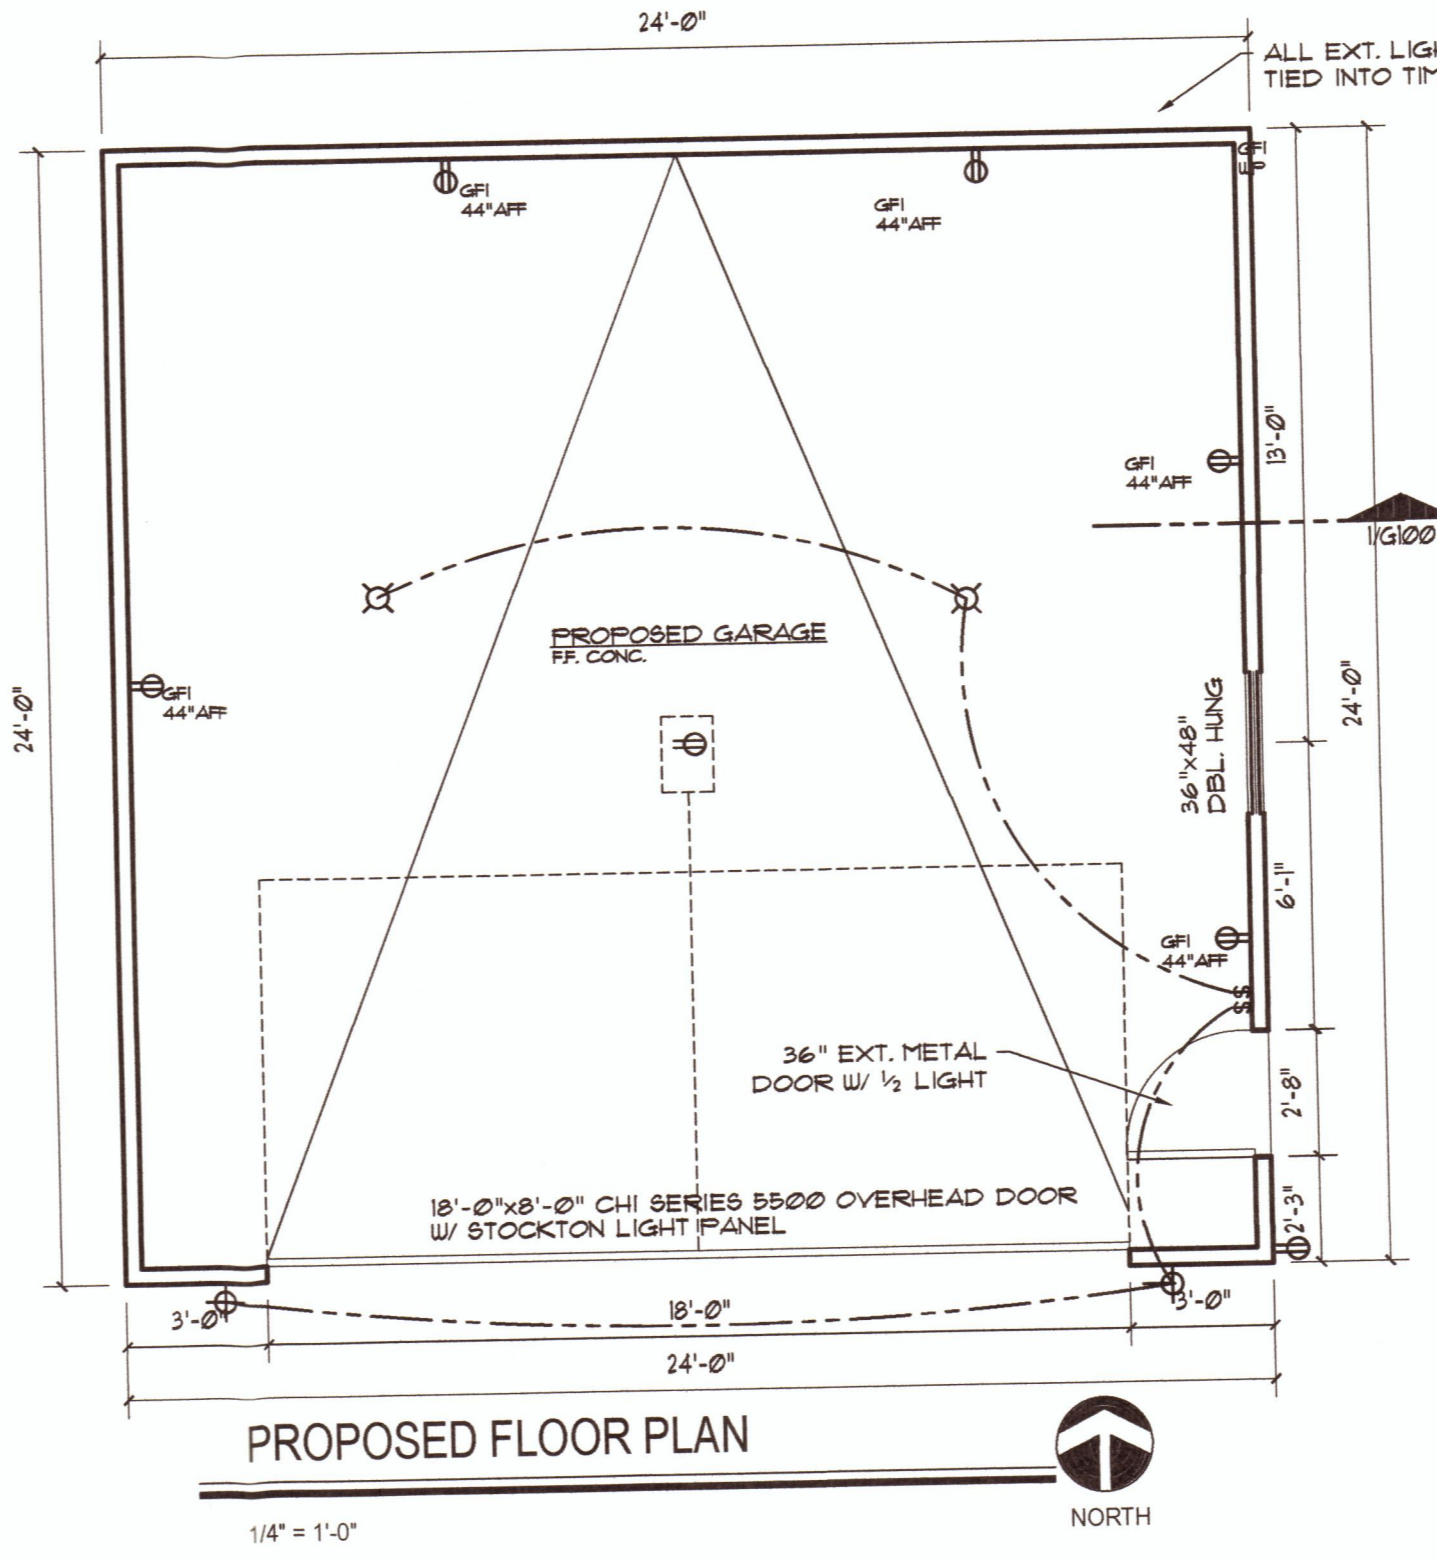 24'-0"
ALL EXT. LIG
TIED INTO TIM
GFI
GFI
44"AFF
GFI
44"AFF
13'-0"
GFI
44"AFF
1/G100
PROPOSED GARAGE
F.F. CONC.
24'-0"
GFI
44"AFF
36"x48"
DBL. HUNG
24'-0"
6'-1"
GFI
44"AFF
SS
36" EXT. METAL
DOOR W/ ½ LIGHT
2'-8"
18'-0"x8'-0" CHI SERIES 5500 OVERHEAD DOOR
W/ STOCKTON LIGHT PANEL
2'-3"
3'-0"
18'-0"
3'-0"
24'-0"
PROPOSED FLOOR PLAN
1/4" = 1'-0"
NORTH